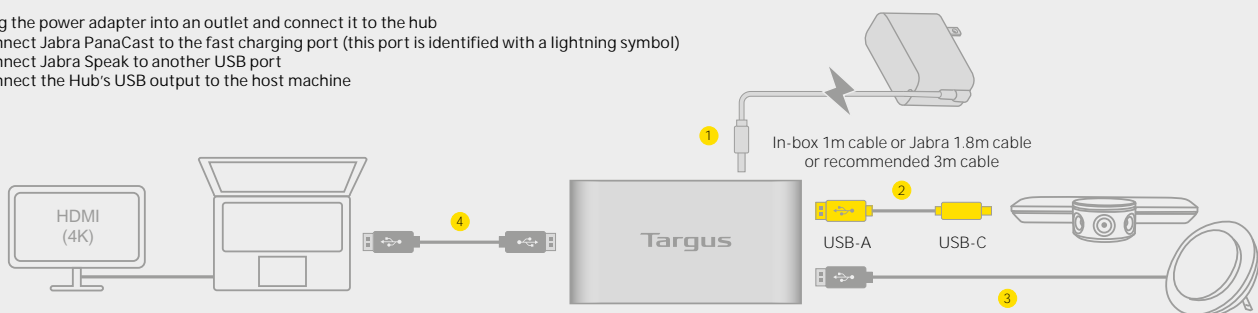 g the power adapter into an outlet and connect it to the hub
nnect Jabra PanaCast to the fast charging port (this port is identified with a lightning symbol)
nnect Jabra Speak to another USB port
nnect the Hub's USB output to the host machine
1
In-box 1m cable or Jabra 1.8m cable
or recommended 3m cable
2
HDMI
(4K)
4
Targus
USB-A
USB-C
3